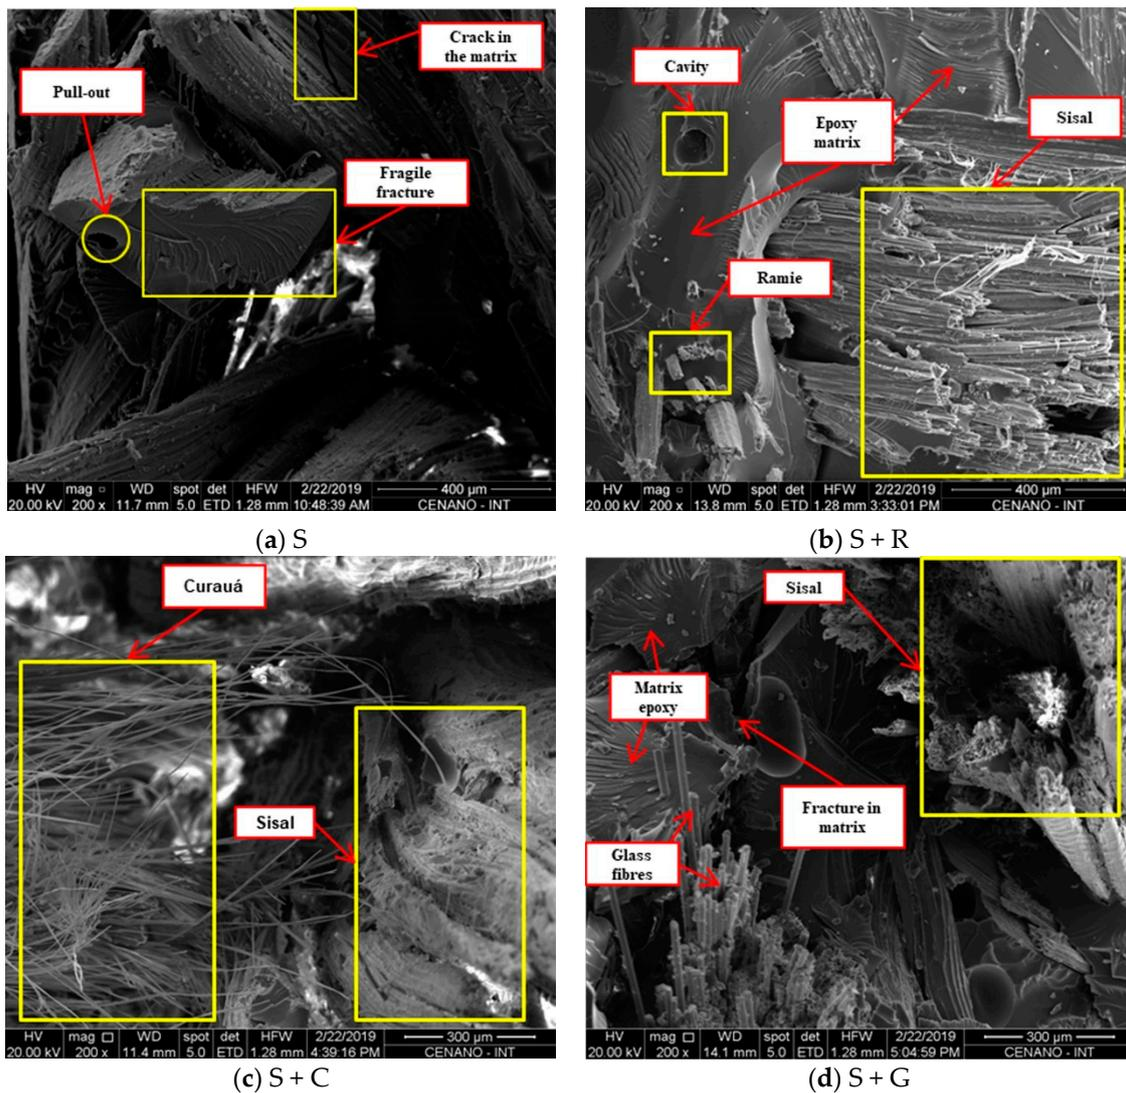 Crack in
the matrix
Pull-out
Fragile
fracture
HV mag □ WD spot det HFW 2/22/2019 400 µm
20.00 kV 200 x 11.7 mm 5.0 ETD 1.28 mm 10:48:39 AM CENANO - INT
(a) S
Cavity
Epoxy
matrix
Sisal
Ramie
HV mag □ WD spot det HFW 2/22/2019 400 µm
20.00 kV 200 x 13.8 mm 5.0 ETD 1.28 mm 3:33:01 PM CENANO - INT
(b) S + R
Curauá
Sisal
HV mag □ WD spot det HFW 2/22/2019 300 µm
20.00 kV 200 x 11.4 mm 5.0 ETD 1.28 mm 4:39:16 PM CENANO - INT
(c) S + C
Sisal
Matrix
epoxy
Fracture in
matrix
Glass
fibres
HV mag □ WD spot det HFW 2/22/2019 300 µm
20.00 kV 200 x 14.1 mm 5.0 ETD 1.28 mm 5:04:59 PM CENANO - INT
(d) S + G